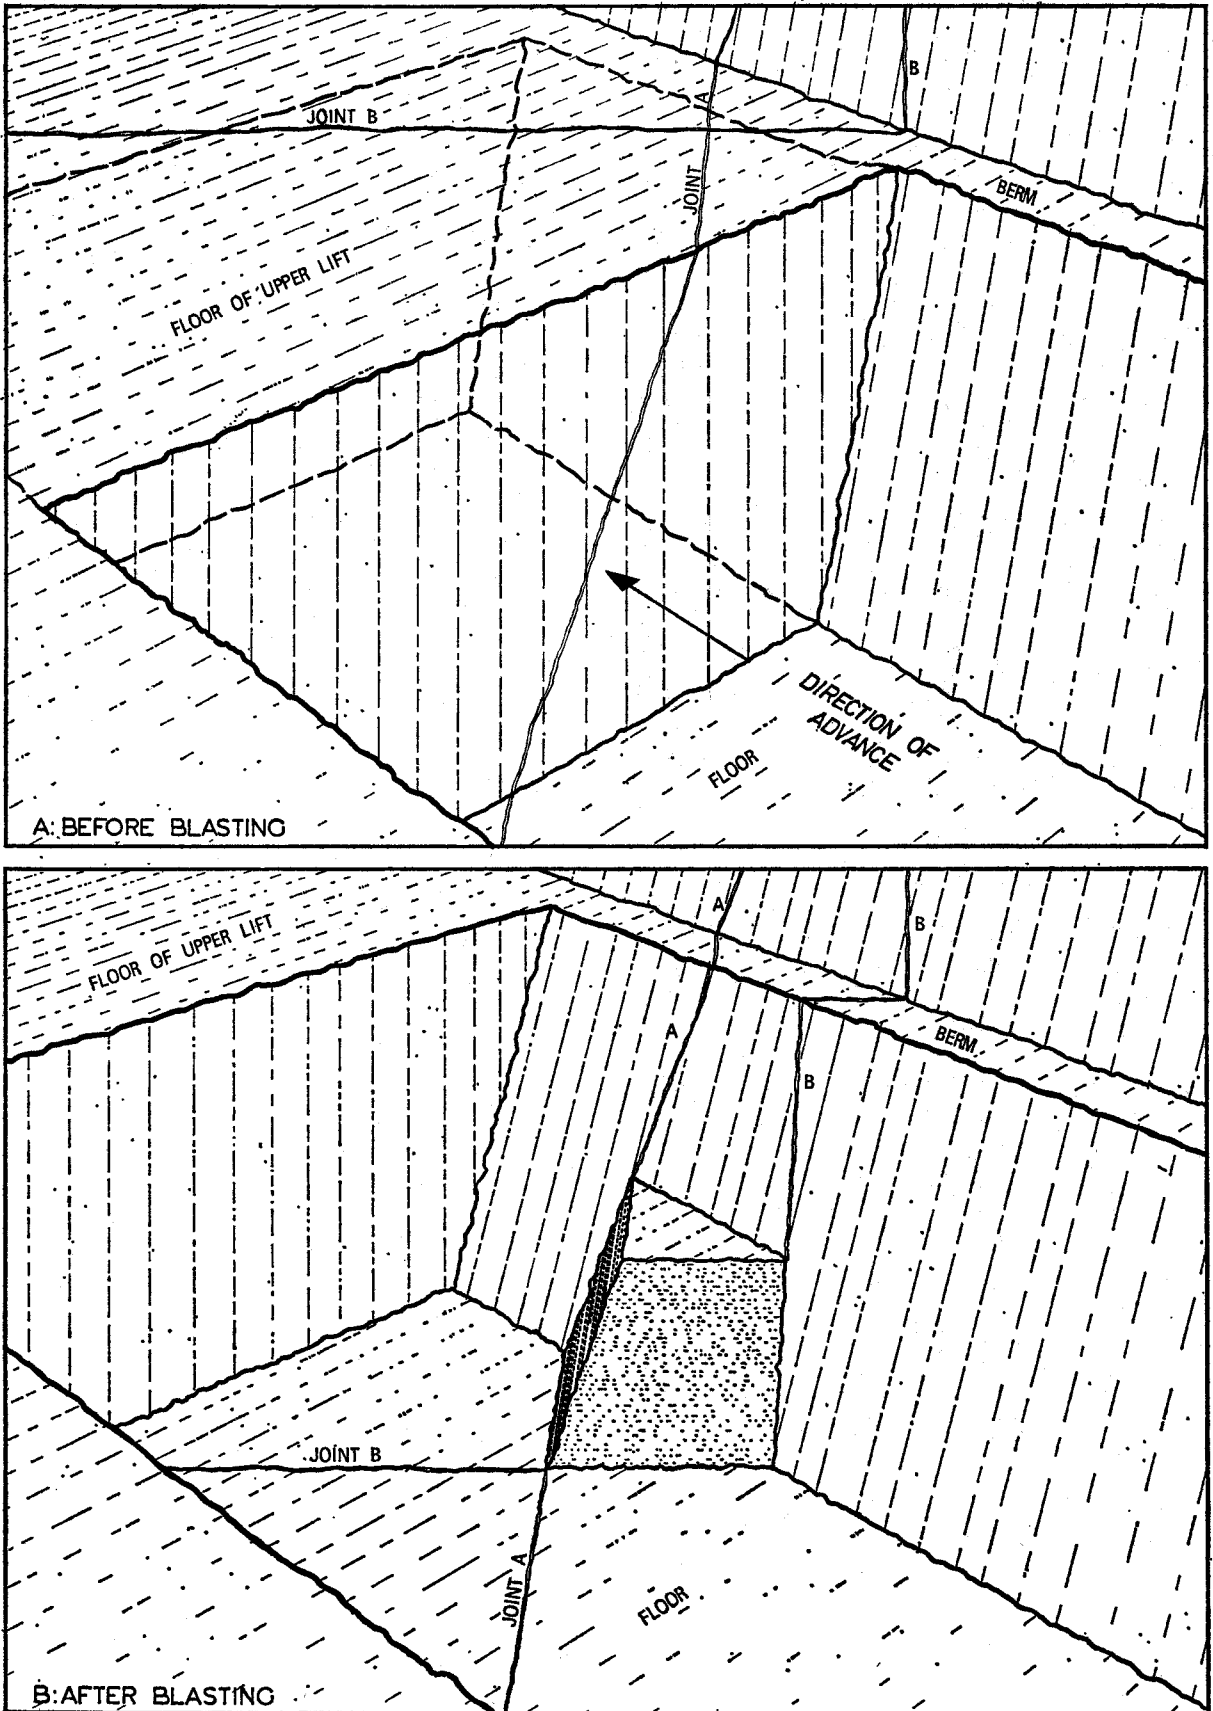 B
JOINT B
JOINT A
BERM
FLOOR OF UPPER LIFT
DIRECTION OF
ADVANCE
FLOOR
A: BEFORE BLASTING
A
B
FLOOR OF UPPER LIFT
A
BERM
B
JOINT B
JOINT A
FLOOR
B: AFTER BLASTING